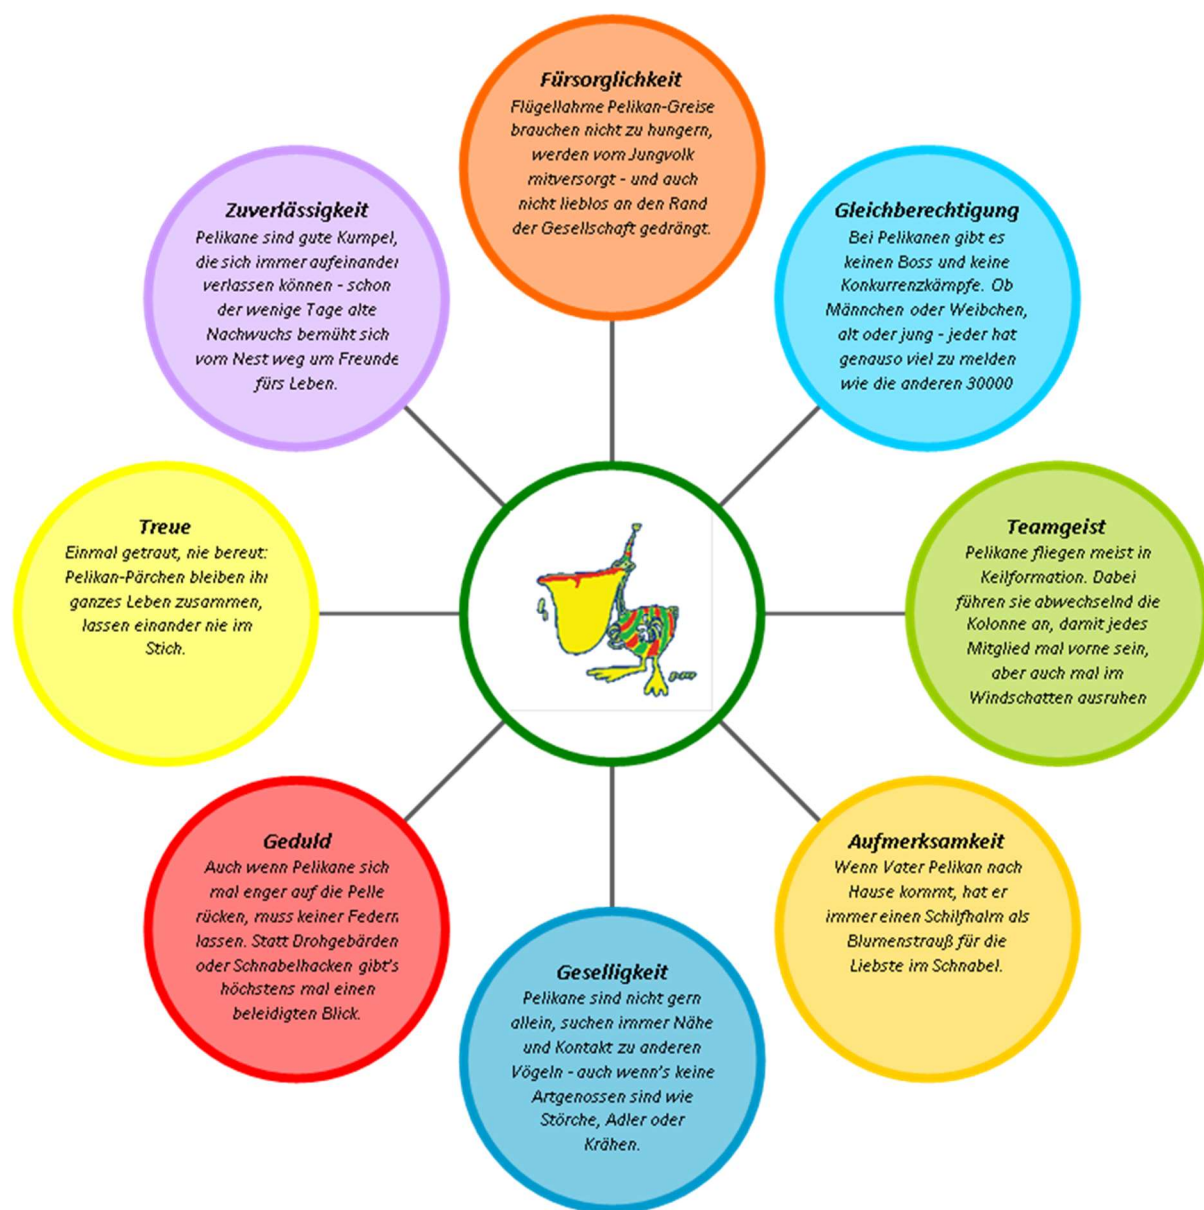 Fürsorglichkeit
Flügellahme Pelikan-Greise
brauchen nicht zu hungern,
werden vom Jungvolk
mitversorgt - und auch
nicht lieblos an den Rand
der Gesellschaft gedrängt.
Gleichberechtigung
Bei Pelikanen gibt es
keinen Boss und keine
Konkurrenzkämpfe. Ob
Männchen oder Weibchen,
alt oder jung - jeder hat
genauso viel zu melden
wie die anderen 30000
Teamgeist
Pelikane fliegen meist in
Keilformation. Dabei
führen sie abwechselnd die
Kolonne an, damit jedes
Mitglied mal vorne sein,
aber auch mal im
Windschatten ausruhen
Aufmerksamkeit
Wenn Vater Pelikan nach
Hause kommt, hat er
immer einen Schilfhalm als
Blumenstrauß für die
Liebste im Schnabel.
Geselligkeit
Pelikane sind nicht gern
allein, suchen immer Nähe
und Kontakt zu anderen
Vögeln - auch wenn's keine
Artgenossen sind wie
Störche, Adler oder
Krähen.
Geduld
Auch wenn Pelikane sich
mal enger auf die Pelle
rücken, muss keiner Federn
lassen. Statt Drohgebärden
oder Schnabelhacken gibt's
höchstens mal einen
beleidigten Blick.
Treue
Einmal getraut, nie bereut:
Pelikan-Pärchen bleiben ihr
ganzes Leben zusammen,
lassen einander nie im
Stich.
Zuverlässigkeit
Pelikane sind gute Kumpel,
die sich immer aufeinander
verlassen können - schon
der wenige Tage alte
Nachwuchs bemüht sich
vom Nest weg um Freunde
fürs Leben.